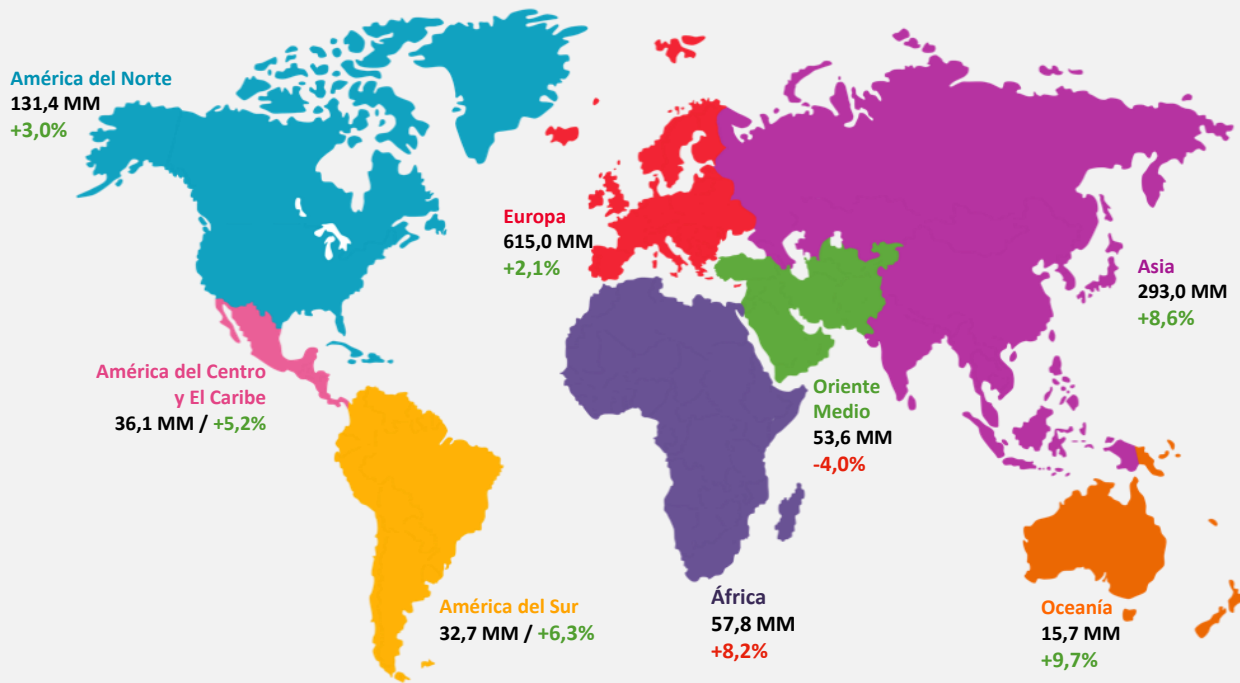 América del Norte
131,4 MM
+3,0%
Europa
615,0 MM
+2,1%
Asia
293,0 MM
+8,6%
América del Centro
y El Caribe
36,1 MM / +5,2%
Oriente
Medio
53,6 MM
-4,0%
América del Sur
32,7 MM / +6,3%
África
57,8 MM
+8,2%
Oceanía
15,7 MM
+9,7%